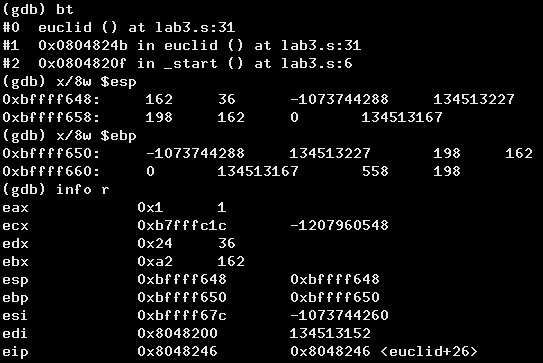 (gdb) bt
#0  euclid () at lab3.s:31
#1  0x0804824b in euclid () at lab3.s:31
#2  0x0804820f in _start () at lab3.s:6
(gdb) x/8w $esp
0xbffff648:     162     36      -1073744288     134513227
0xbffff658:     198     162     0       134513167
(gdb) x/8w $ebp
0xbffff650:     -1073744288     134513227       198     162
0xbffff660:     0       134513167       558     198
(gdb) info r
eax            0x1      1
ecx            0xb7fffc1c       -1207960548
edx            0x24     36
ebx            0xa2     162
esp            0xbffff648       0xbffff648
ebp            0xbffff650       0xbffff650
esi            0xbffff67c       -1073744260
edi            0x8048200        134513152
eip            0x8048246        0x8048246 <euclid+26>